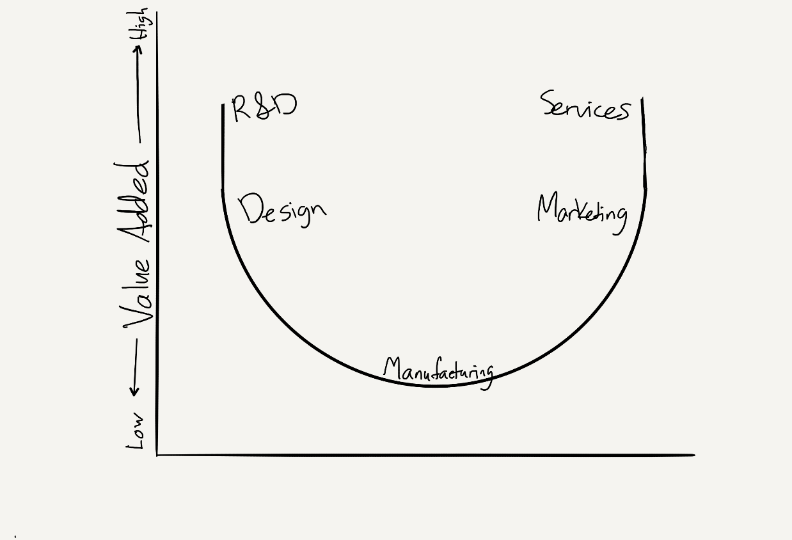 High
Value Added
Low
R&D
Design
Manufacturing
Marketing
Services